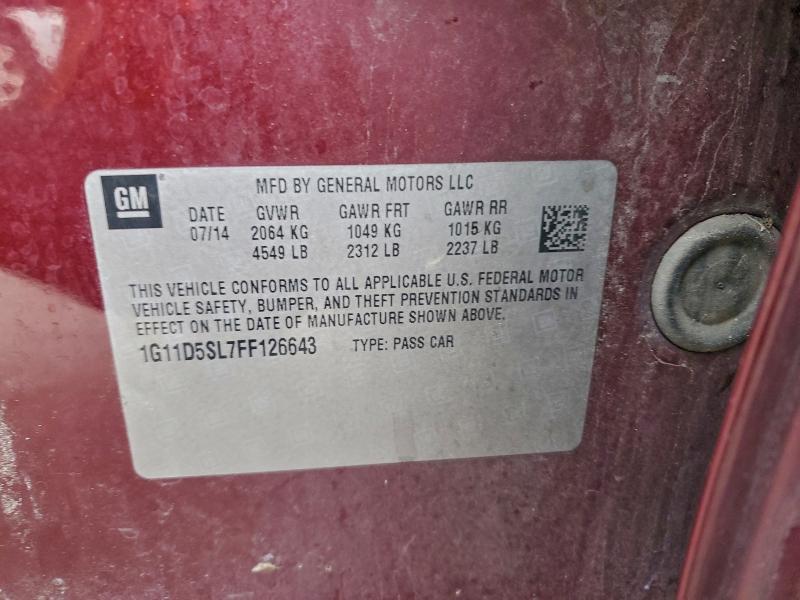 GM
MFD BY GENERAL MOTORS LLC
DATE GVWR GAWR FRT GAWR RR
07/14 2064 KG 1049 KG 1015 KG
4549 LB 2312 LB 2237 LB
THIS VEHICLE CONFORMS TO ALL APPLICABLE U.S. FEDERAL MOTOR
VEHICLE SAFETY, BUMPER, AND THEFT PREVENTION STANDARDS IN
EFFECT ON THE DATE OF MANUFACTURE SHOWN ABOVE.
1G11D5SL7FF126643 TYPE: PASS CAR